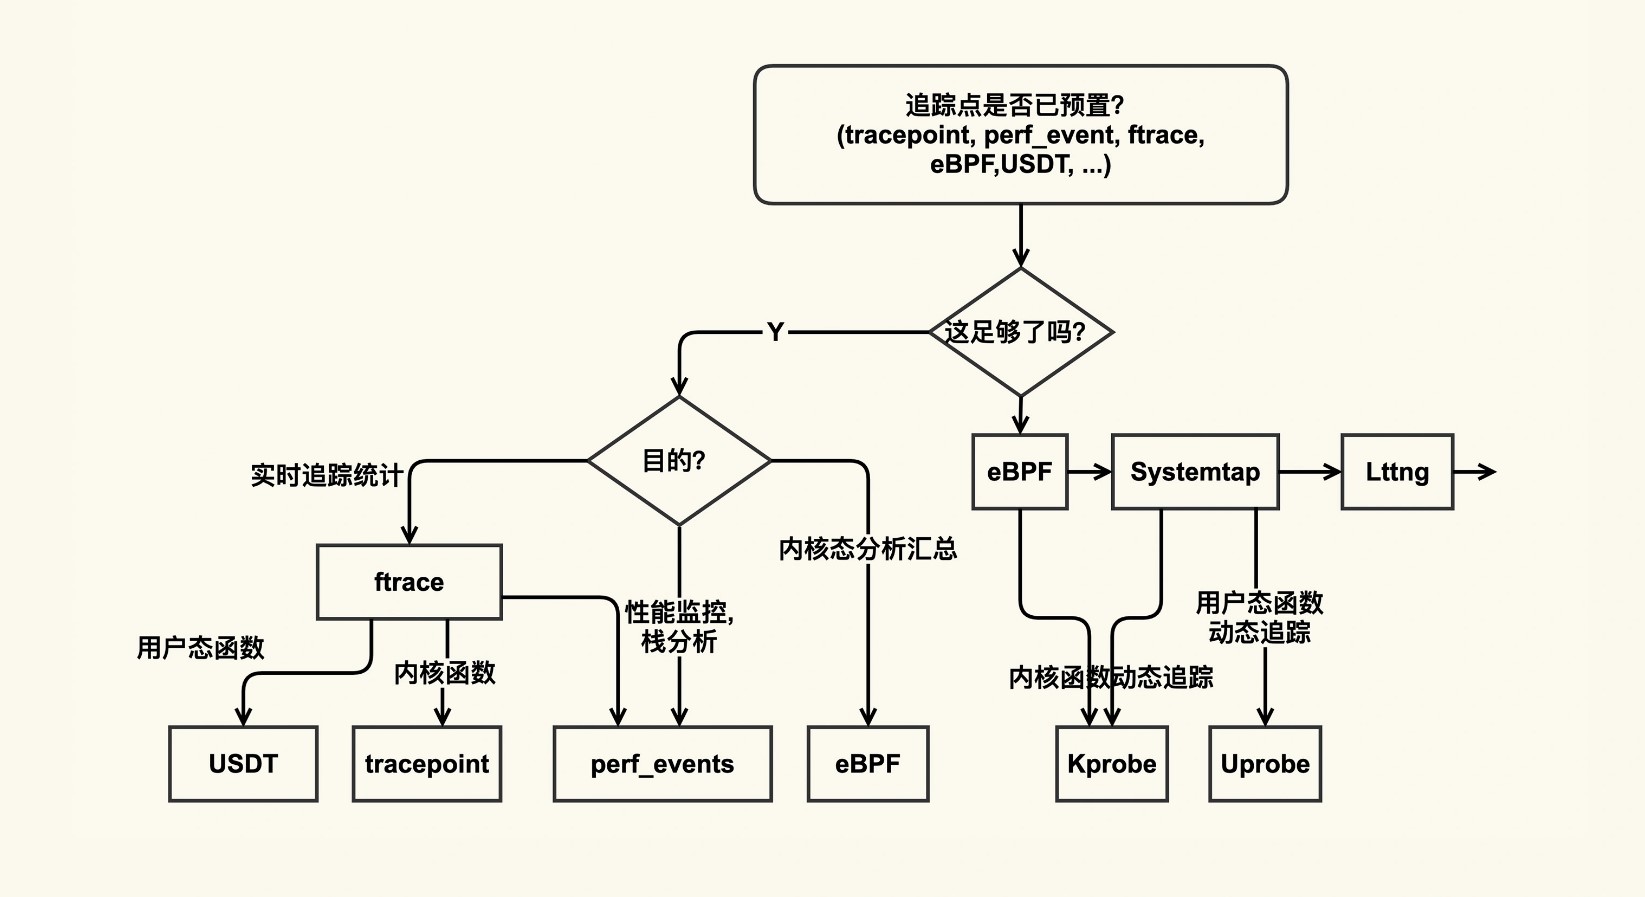 追踪点是否已预置?
(tracepoint, perf_event, ftrace,
eBPF,USDT, ...)
这足够了吗?
Y
目的?
实时追踪统计
eBPF
Systemtap
Lttng
内核态分析汇总
ftrace
性能监控,
栈分析
用户态函数
动态追踪
用户态函数
内核函数
内核函数动态追踪
USDT
tracepoint
perf_events
eBPF
Kprobe
Uprobe